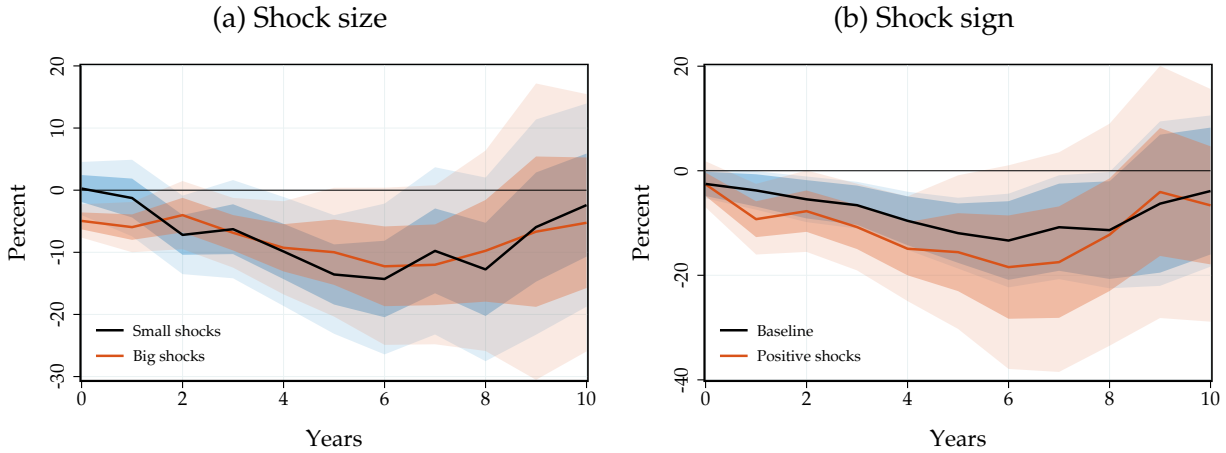 (a) Shock size
Percent
20
10
0
-10
-20
-30
Small shocks
Big shocks
0 2 4 6 8 10
Years
(b) Shock sign
Percent
20
0
-20
-40
Baseline
Positive shocks
0 2 4 6 8 10
Years